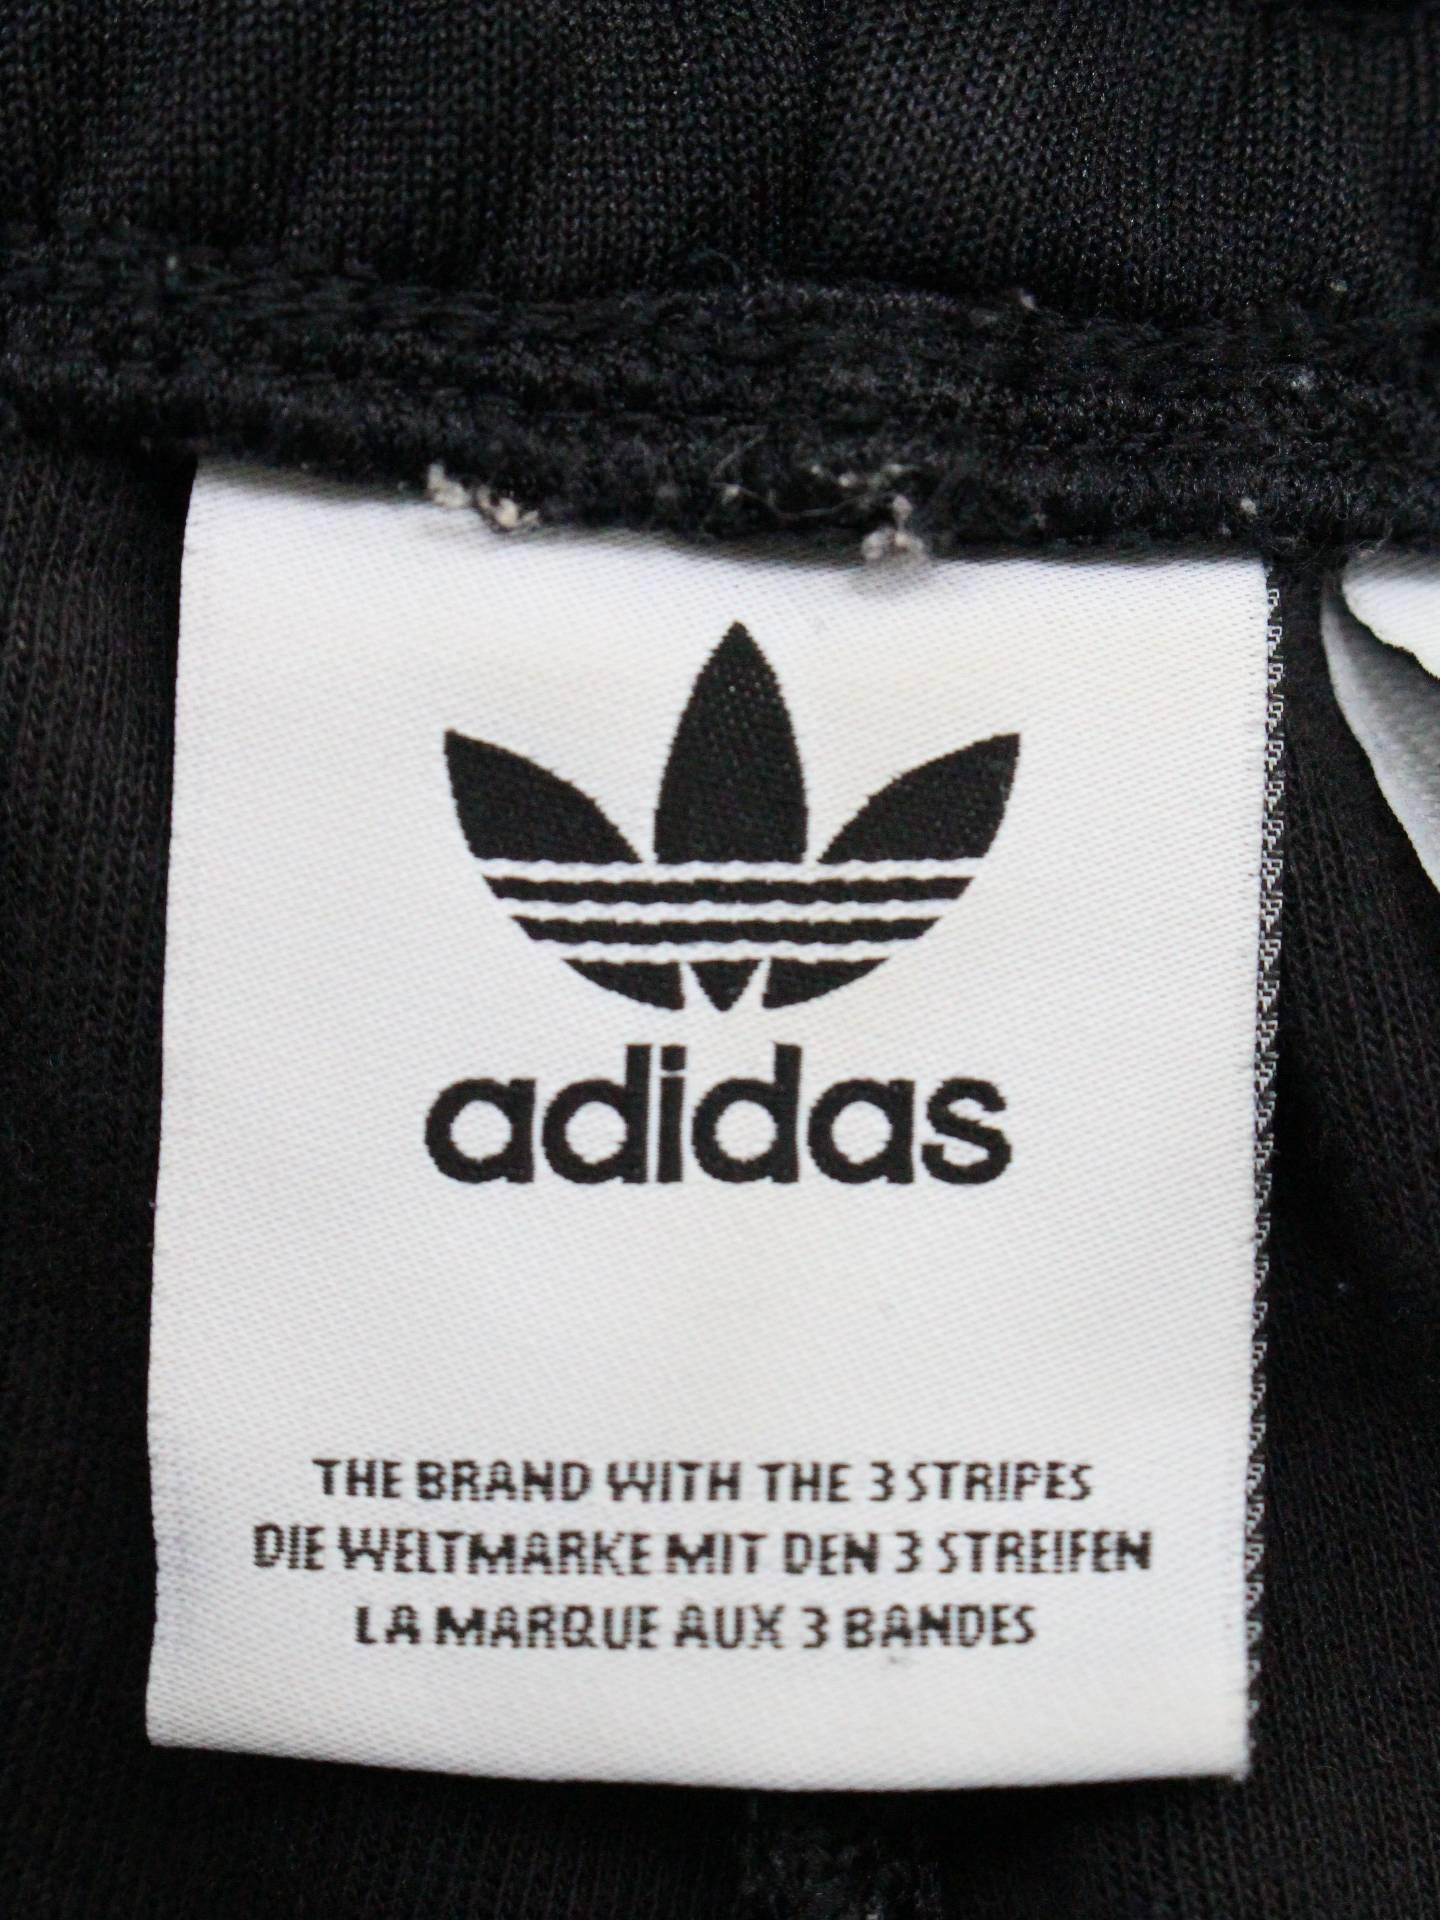 adidas
THE BRAND WITH THE 3 STRIPES
DIE WELTMARKE MIT DEN 3 STREIFEN
LA MARQUE AUX 3 BANDES